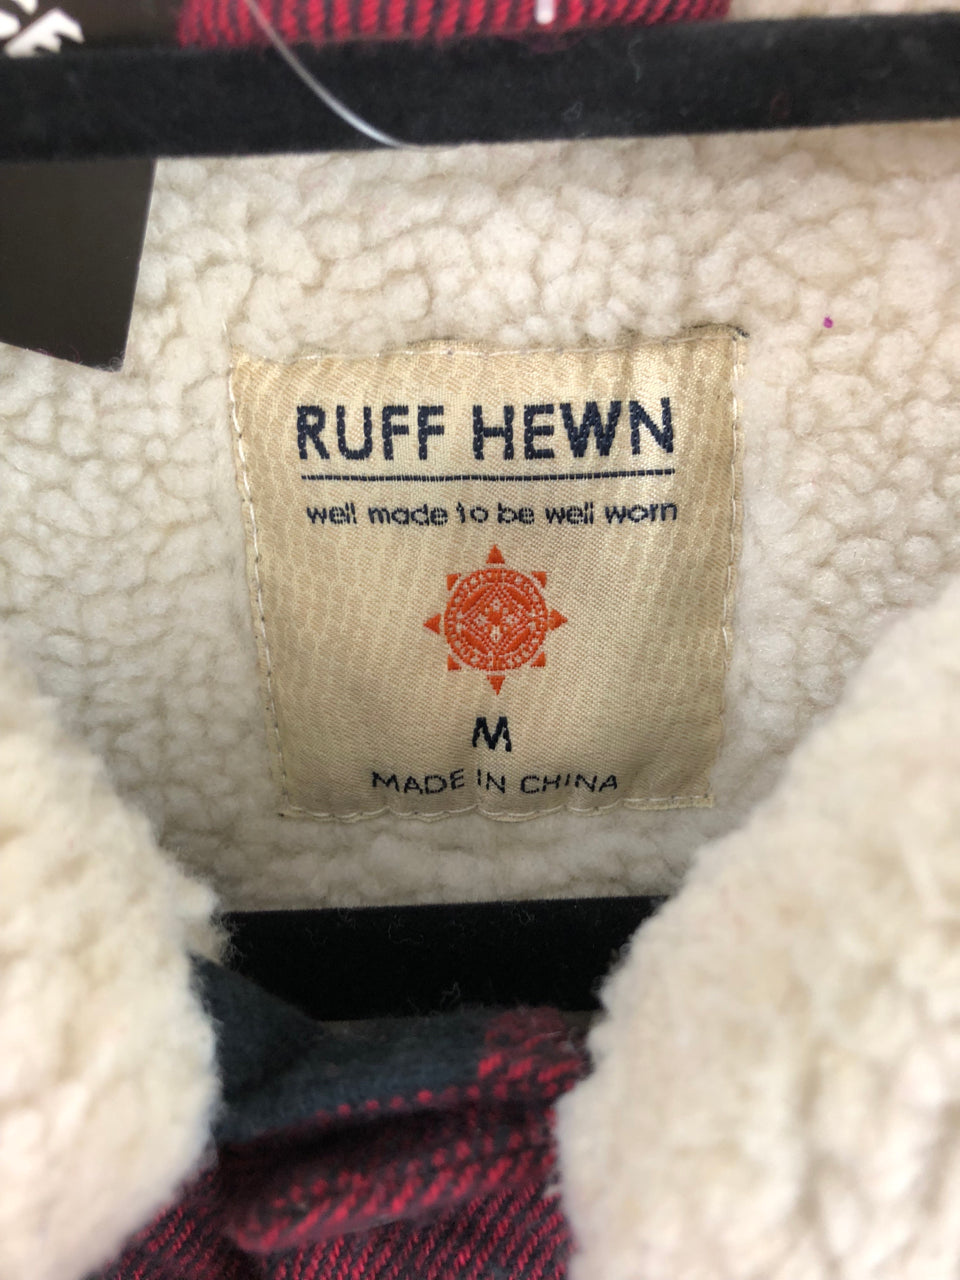 RUFF HEWN
well made to be well worn
M
MADE IN CHINA